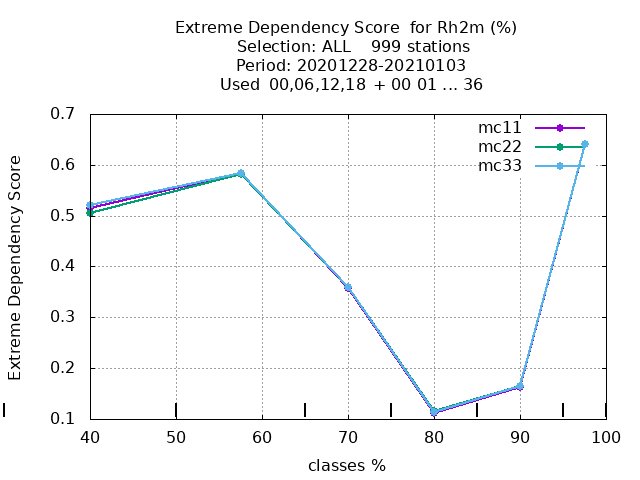 Extreme Dependency Score  for Rh2m (%)
Selection: ALL    999 stations
Period: 20201228-20210103
Used  00,06,12,18  + 00 01 ... 36
mc11
mc22
mc33
Extreme Dependency Score
0.7
0.6
0.5
0.4
0.3
0.2
0.1
40 50 60 70 80 90 100
classes %